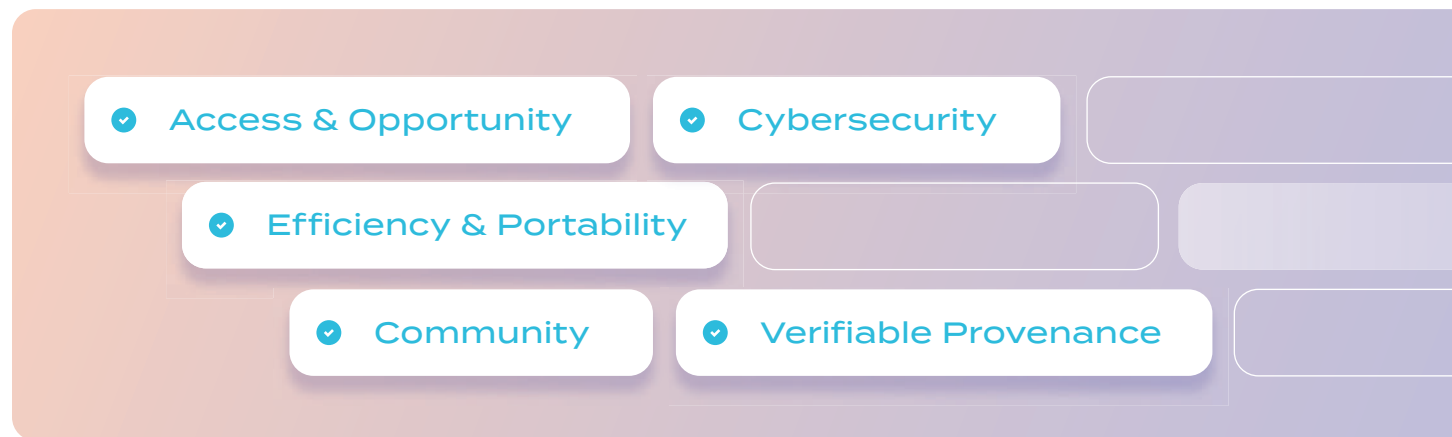 Access & Opportunity
Cybersecurity
Efficiency & Portability
Community
Verifiable Provenance